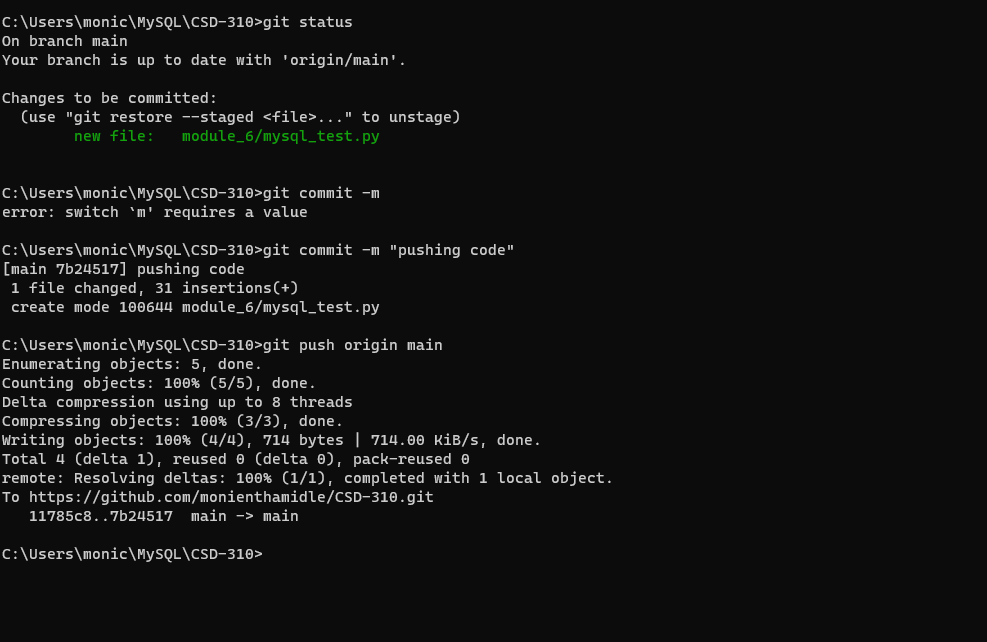 C:\Users\monic\MySQL\CSD-310>git status
On branch main
Your branch is up to date with 'origin/main'.
Changes to be committed:
  (use "git restore --staged <file>..." to unstage)
        new file:   module_6/mysql_test.py
C:\Users\monic\MySQL\CSD-310>git commit -m
error: switch `m' requires a value
C:\Users\monic\MySQL\CSD-310>git commit -m "pushing code"
[main 7b24517] pushing code
 1 file changed, 31 insertions(+)
 create mode 100644 module_6/mysql_test.py
C:\Users\monic\MySQL\CSD-310>git push origin main
Enumerating objects: 5, done.
Counting objects: 100% (5/5), done.
Delta compression using up to 8 threads
Compressing objects: 100% (3/3), done.
Writing objects: 100% (4/4), 714 bytes | 714.00 KiB/s, done.
Total 4 (delta 1), reused 0 (delta 0), pack-reused 0
remote: Resolving deltas: 100% (1/1), completed with 1 local object.
To https://github.com/monienthamidle/CSD-310.git
   11785c8..7b24517  main -> main
C:\Users\monic\MySQL\CSD-310>